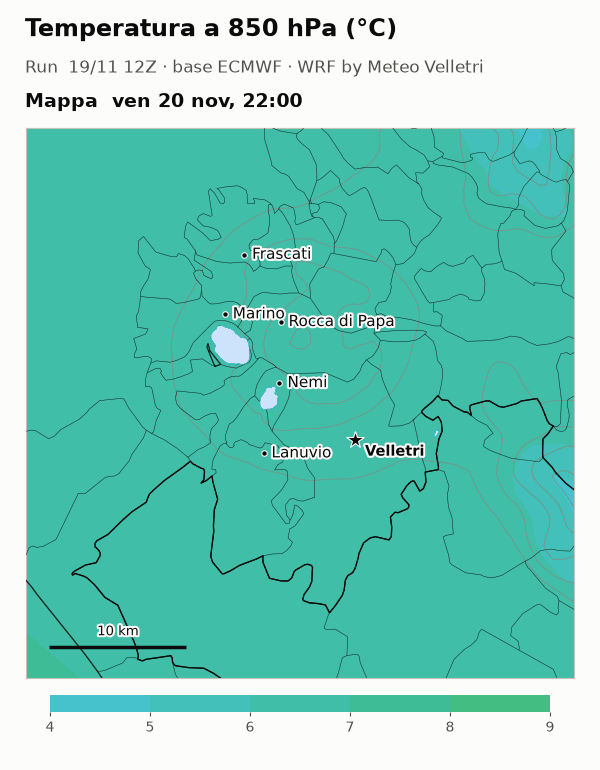 Temperatura a 850 hPa (°C)
Run 19/11 12Z · base ECMWF · WRF by Meteo Velletri
Mappa ven 20 nov, 22:00
Frascati
Marino
Rocca di Papa
Nemi
Velletri
Lanuvio
10 km
4 5 6 7 8 9